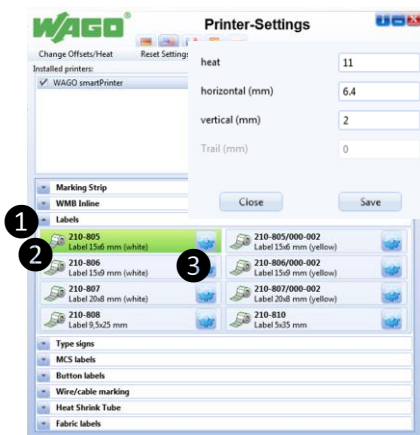 WAGO®
Printer-Settings
Change Offsets/Heat Reset Settings
Installed printers:
WAGO smartPrinter
heat 11
horizontal (mm) 6.4
vertical (mm) 2
Trail (mm) 0
Close Save
Marking Strip
WMB Inline
1 Labels
2 210-805
Label 15x6 mm (white)
210-805/000-002
Label 15x6 mm (yellow)
210-806
Label 15x9 mm (white)
3 210-806/000-002
Label 15x9 mm (yellow)
210-807
Label 20x8 mm (white)
210-807/000-002
Label 20x8 mm (yellow)
210-808
Label 9,5x25 mm
210-810
Label 5x35 mm
Type signs
MCS labels
Button labels
Wire/cable marking
Heat Shrink Tube
Fabric labels